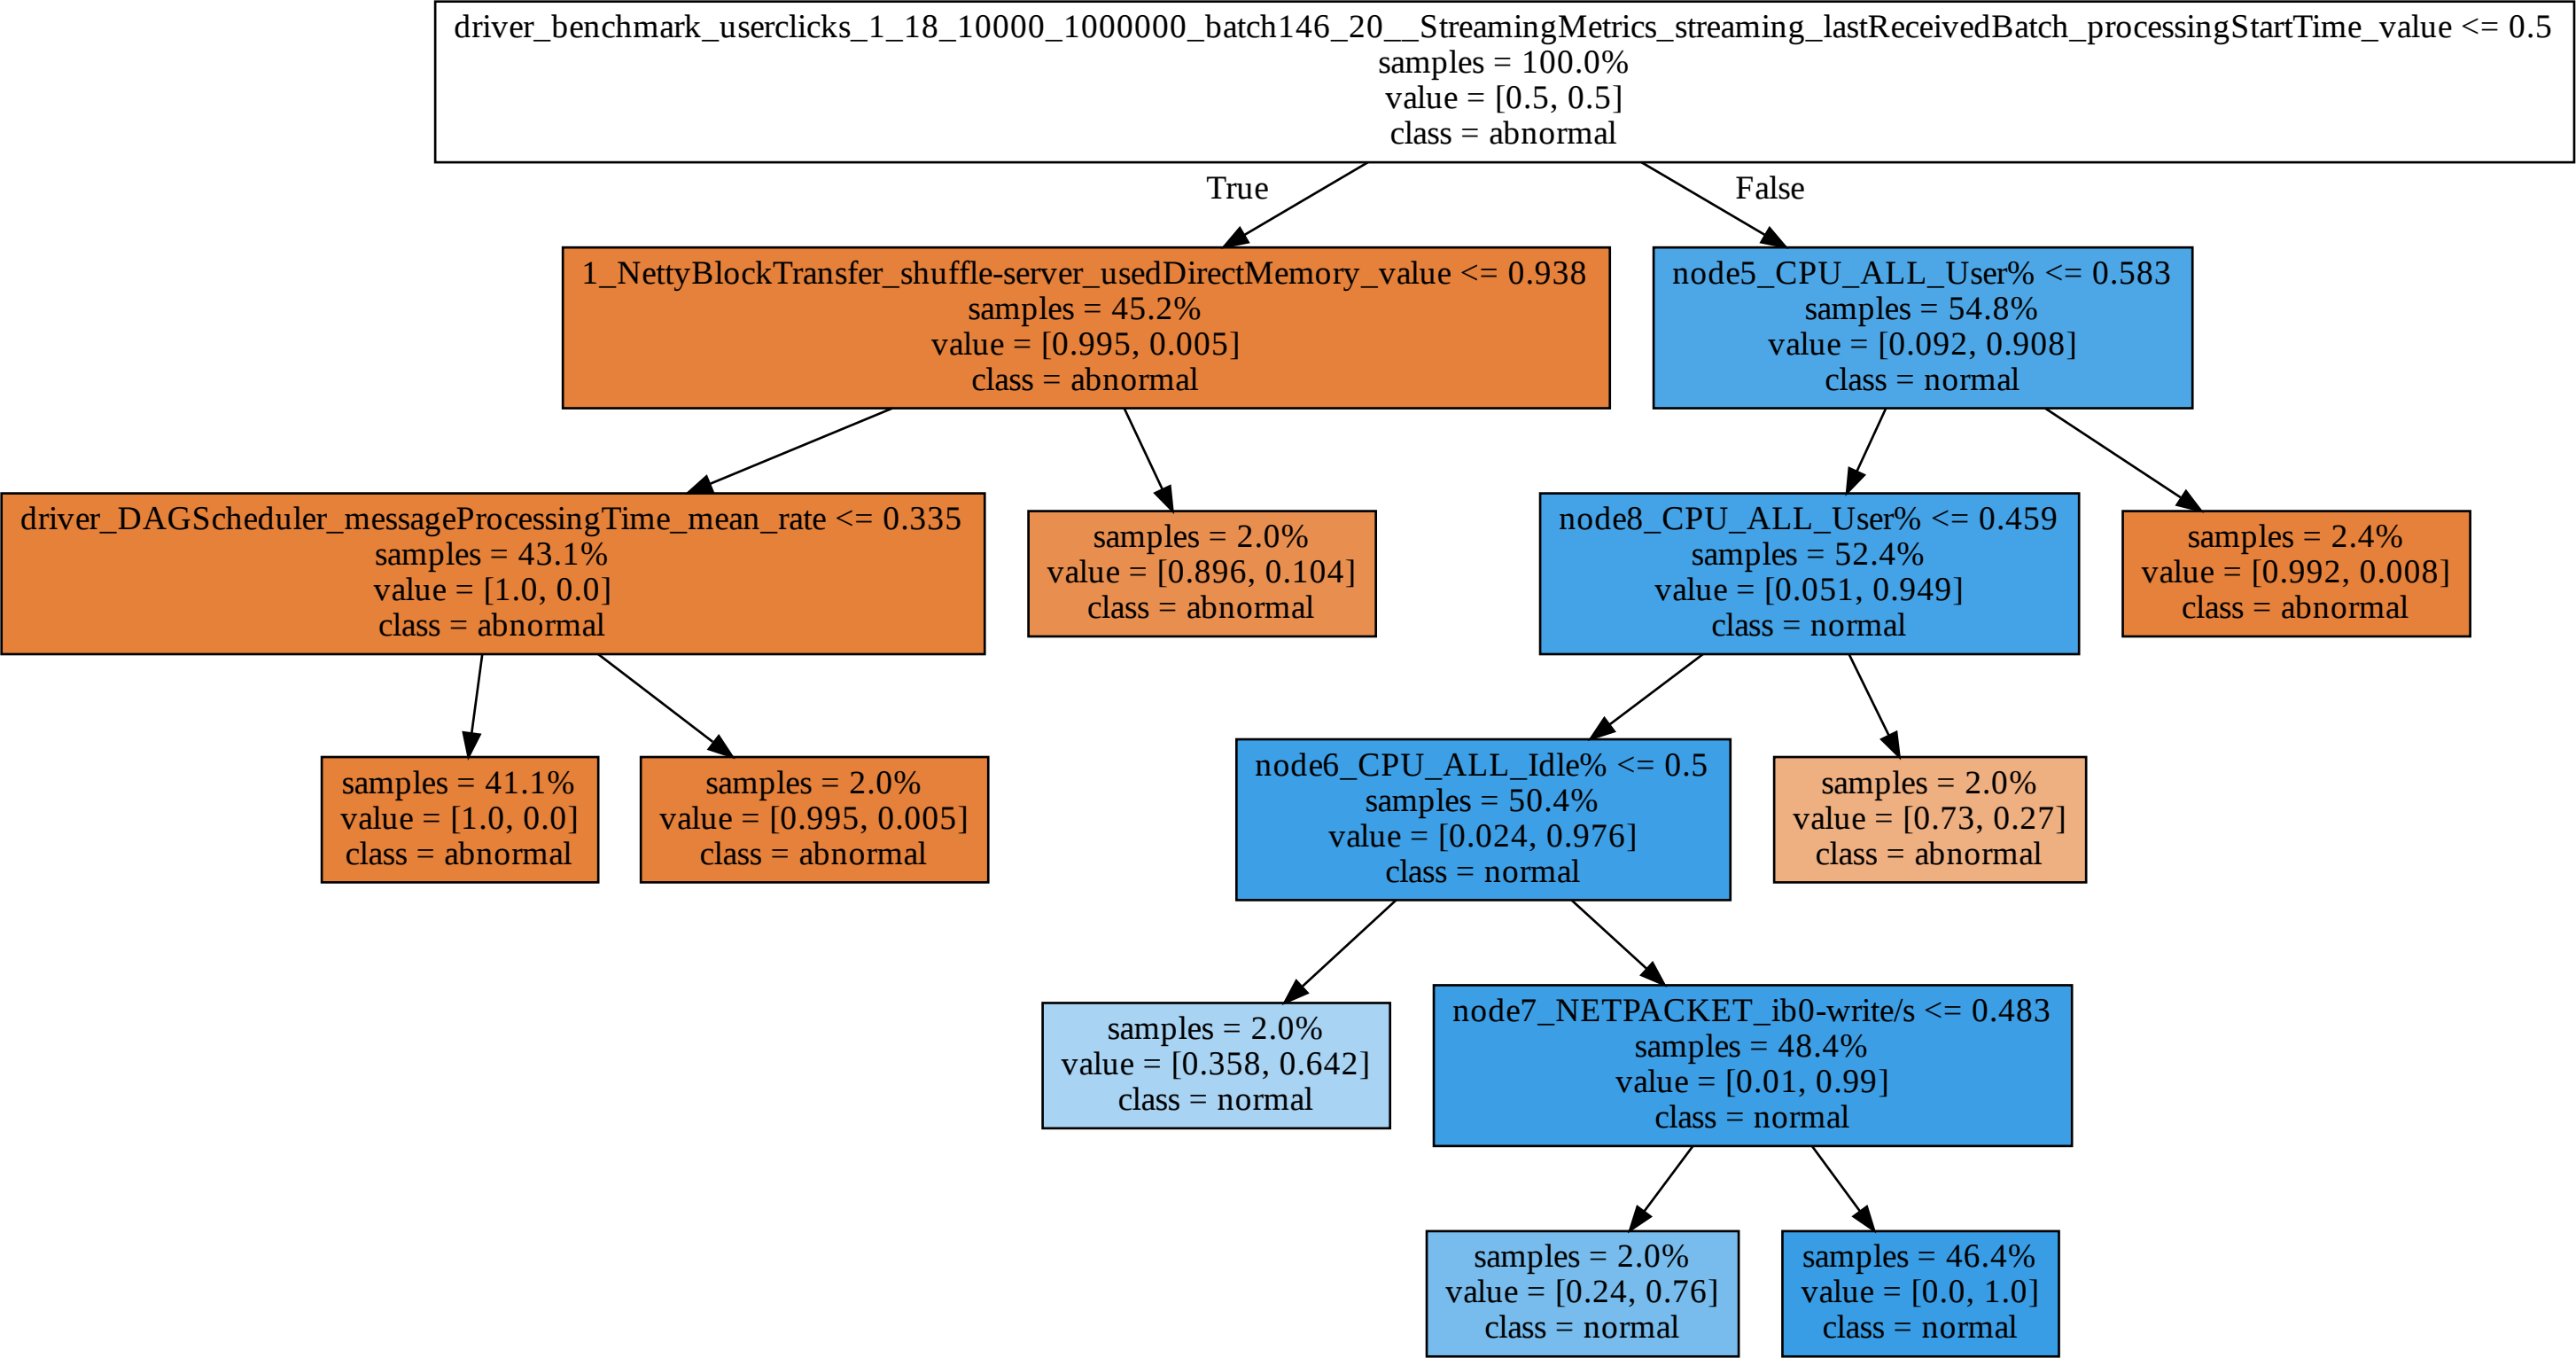 driver_benchmark_userclicks_1_18_10000_1000000_batch146_20__StreamingMetrics_streaming_lastReceivedBatch_processingStartTime_value <= 0.5
samples = 100.0%
value = [0.5, 0.5]
class = abnormal
True
False
1_NettyBlockTransfer_shuffle-server_usedDirectMemory_value <= 0.938
samples = 45.2%
value = [0.995, 0.005]
class = abnormal
node5_CPU_ALL_User% <= 0.583
samples = 54.8%
value = [0.092, 0.908]
class = normal
driver_DAGScheduler_messageProcessingTime_mean_rate <= 0.335
samples = 43.1%
value = [1.0, 0.0]
class = abnormal
samples = 2.0%
value = [0.896, 0.104]
class = abnormal
node8_CPU_ALL_User% <= 0.459
samples = 52.4%
value = [0.051, 0.949]
class = normal
samples = 2.4%
value = [0.992, 0.008]
class = abnormal
samples = 41.1%
value = [1.0, 0.0]
class = abnormal
samples = 2.0%
value = [0.995, 0.005]
class = abnormal
node6_CPU_ALL_Idle% <= 0.5
samples = 50.4%
value = [0.024, 0.976]
class = normal
samples = 2.0%
value = [0.73, 0.27]
class = abnormal
samples = 2.0%
value = [0.358, 0.642]
class = normal
node7_NETPACKET_ib0-write/s <= 0.483
samples = 48.4%
value = [0.01, 0.99]
class = normal
samples = 2.0%
value = [0.24, 0.76]
class = normal
samples = 46.4%
value = [0.0, 1.0]
class = normal